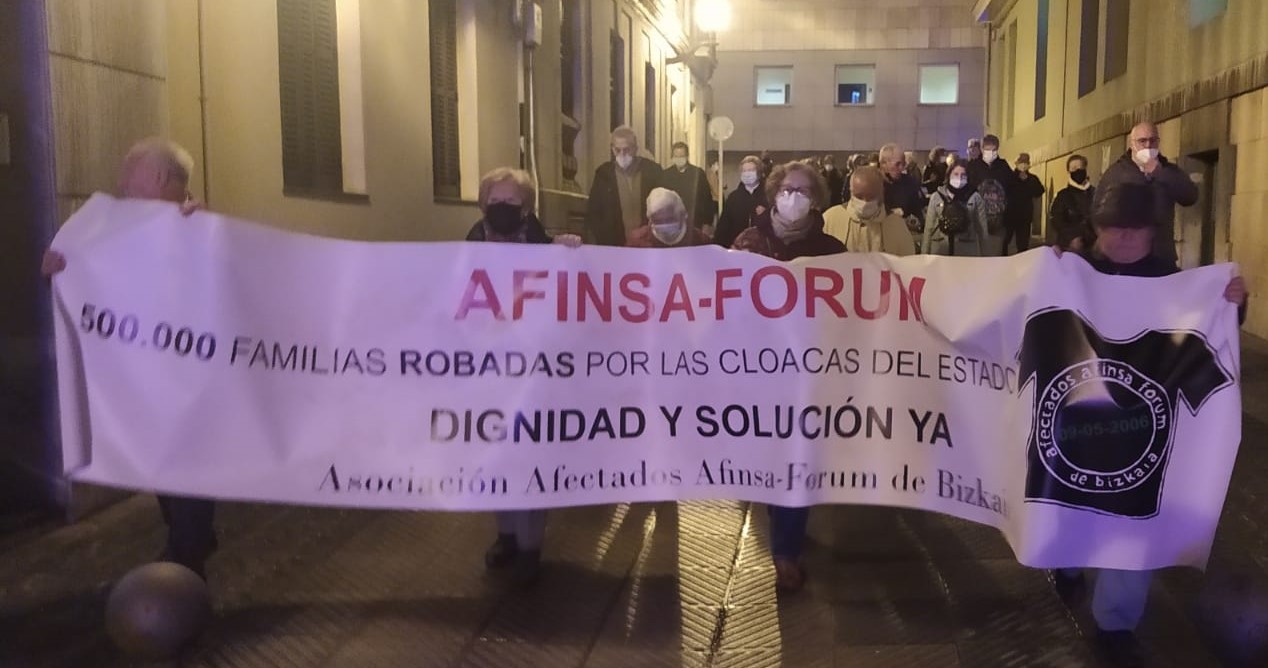 AFINSA-FORUM
500.000 FAMILIAS ROBADAS POR LAS CLOACAS DEL ESTADO
DIGNIDAD Y SOLUCIÓN YA
Asociación Afectados Afinsa-Forum de Bizkaia
afectados afinsa forum
09-05-2006
de bizkaia